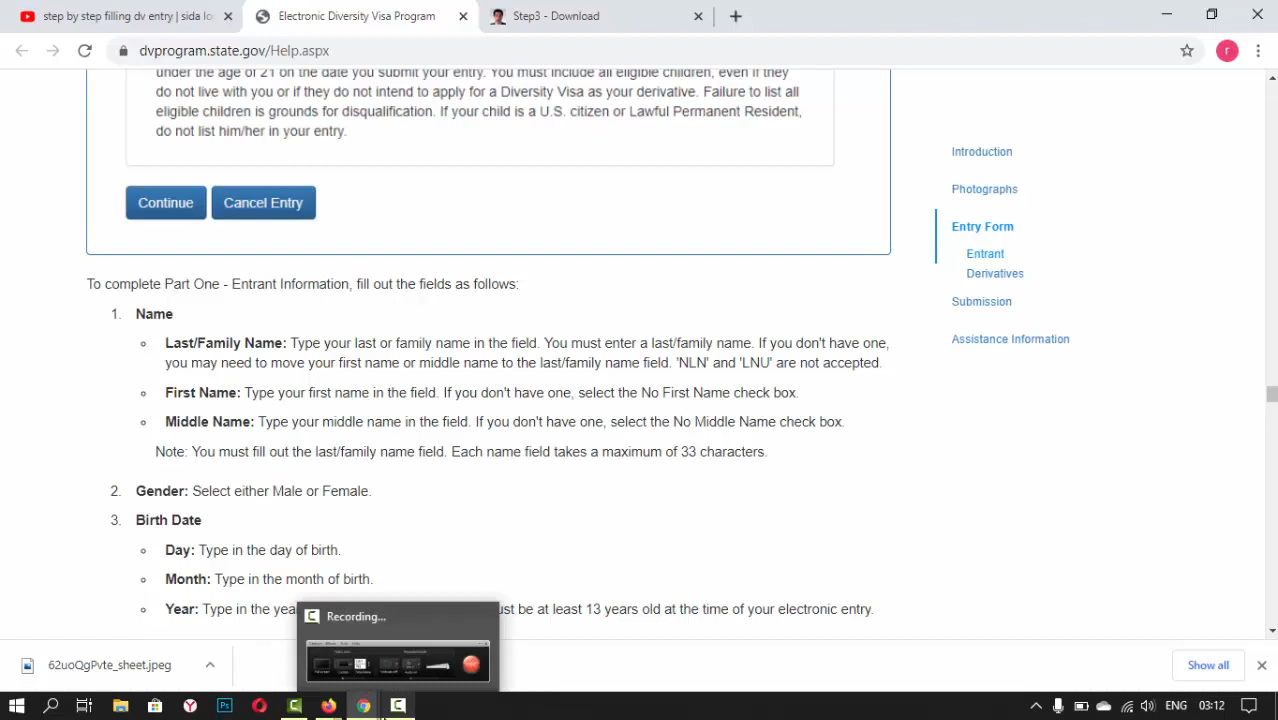 step by step filling dv entry | sida lo
Electronic Diversity Visa Program
Step3 - Download
dvprogram.state.gov/Help.aspx
r
under the age of 21 on the date you submit your entry. You must include all eligible children, even if they
do not live with you or if they do not intend to apply for a Diversity Visa as your derivative. Failure to list all
eligible children is grounds for disqualification. If your child is a U.S. citizen or Lawful Permanent Resident,
do not list him/her in your entry.
Continue
Cancel Entry
Introduction
Photographs
Entry Form
Entrant
Derivatives
Submission
Assistance Information
To complete Part One - Entrant Information, fill out the fields as follows:
1. Name
Last/Family Name: Type your last or family name in the field. You must enter a last/family name. If you don't have one,
you may need to move your first name or middle name to the last/family name field. 'NLN' and 'LNU' are not accepted.
First Name: Type your first name in the field. If you don't have one, select the No First Name check box.
Middle Name: Type your middle name in the field. If you don't have one, select the No Middle Name check box.
Note: You must fill out the last/family name field. Each name field takes a maximum of 33 characters.
2. Gender: Select either Male or Female.
3. Birth Date
Day: Type in the day of birth.
Month: Type in the month of birth.
Year: Type in the yea
ust be at least 13 years old at the time of your electronic entry.
Recording...
62uoQgPvte_sheet.jpeg
Show all
Ps
ENG
03:12